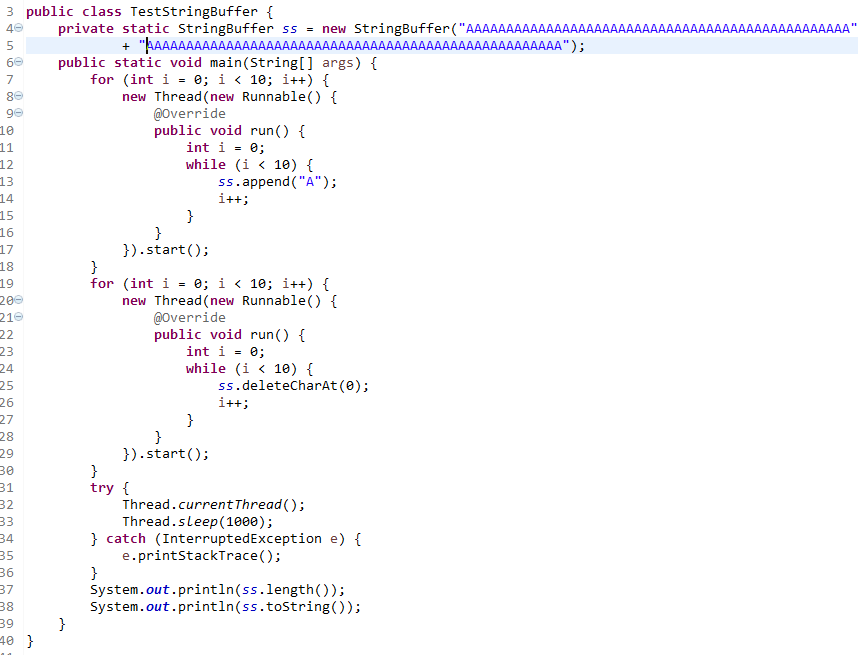 3 public class TestStringBuffer {
4 private static StringBuffer ss = new StringBuffer("AAAAAAAAAAAAAAAAAAAAAAAAAAAAAAAAAAAAAAAAAAAAAAAA"
5 + "AAAAAAAAAAAAAAAAAAAAAAAAAAAAAAAAAAAAAAAAAAAAAAAAAAAA");
6 public static void main(String[] args) {
7 for (int i = 0; i < 10; i++) {
8 new Thread(new Runnable() {
9 @Override
10 public void run() {
11 int i = 0;
12 while (i < 10) {
13 ss.append("A");
14 i++;
15 }
16 }
17 }).start();
18 }
19 for (int i = 0; i < 10; i++) {
20 new Thread(new Runnable() {
21 @Override
22 public void run() {
23 int i = 0;
24 while (i < 10) {
25 ss.deleteCharAt(0);
26 i++;
27 }
28 }
29 }).start();
30 }
31 try {
32 Thread.currentThread();
33 Thread.sleep(1000);
34 } catch (InterruptedException e) {
35 e.printStackTrace();
36 }
37 System.out.println(ss.length());
38 System.out.println(ss.toString());
39 }
40 }